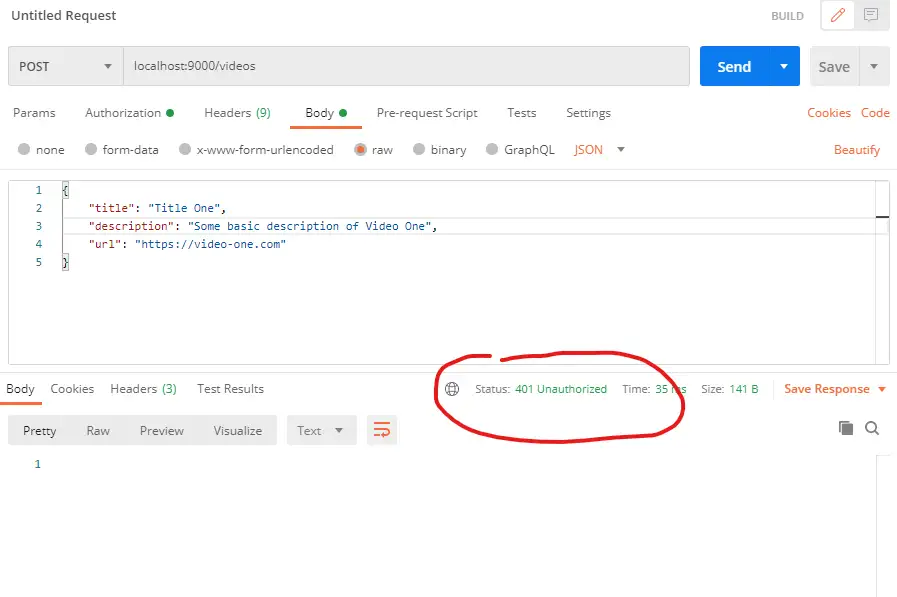 Untitled Request BUILD
POST localhost:9000/videos Send Save
Params Authorization Headers (9) Body Pre-request Script Tests Settings Cookies Code
none form-data x-www-form-urlencoded raw binary GraphQL JSON Beautify
1 {
2 "title": "Title One",
3 "description": "Some basic description of Video One",
4 "url": "https://video-one.com"
5 }
Body Cookies Headers (3) Test Results Status: 401 Unauthorized Time: 35 ms Size: 141 B Save Response
Pretty Raw Preview Visualize Text
1